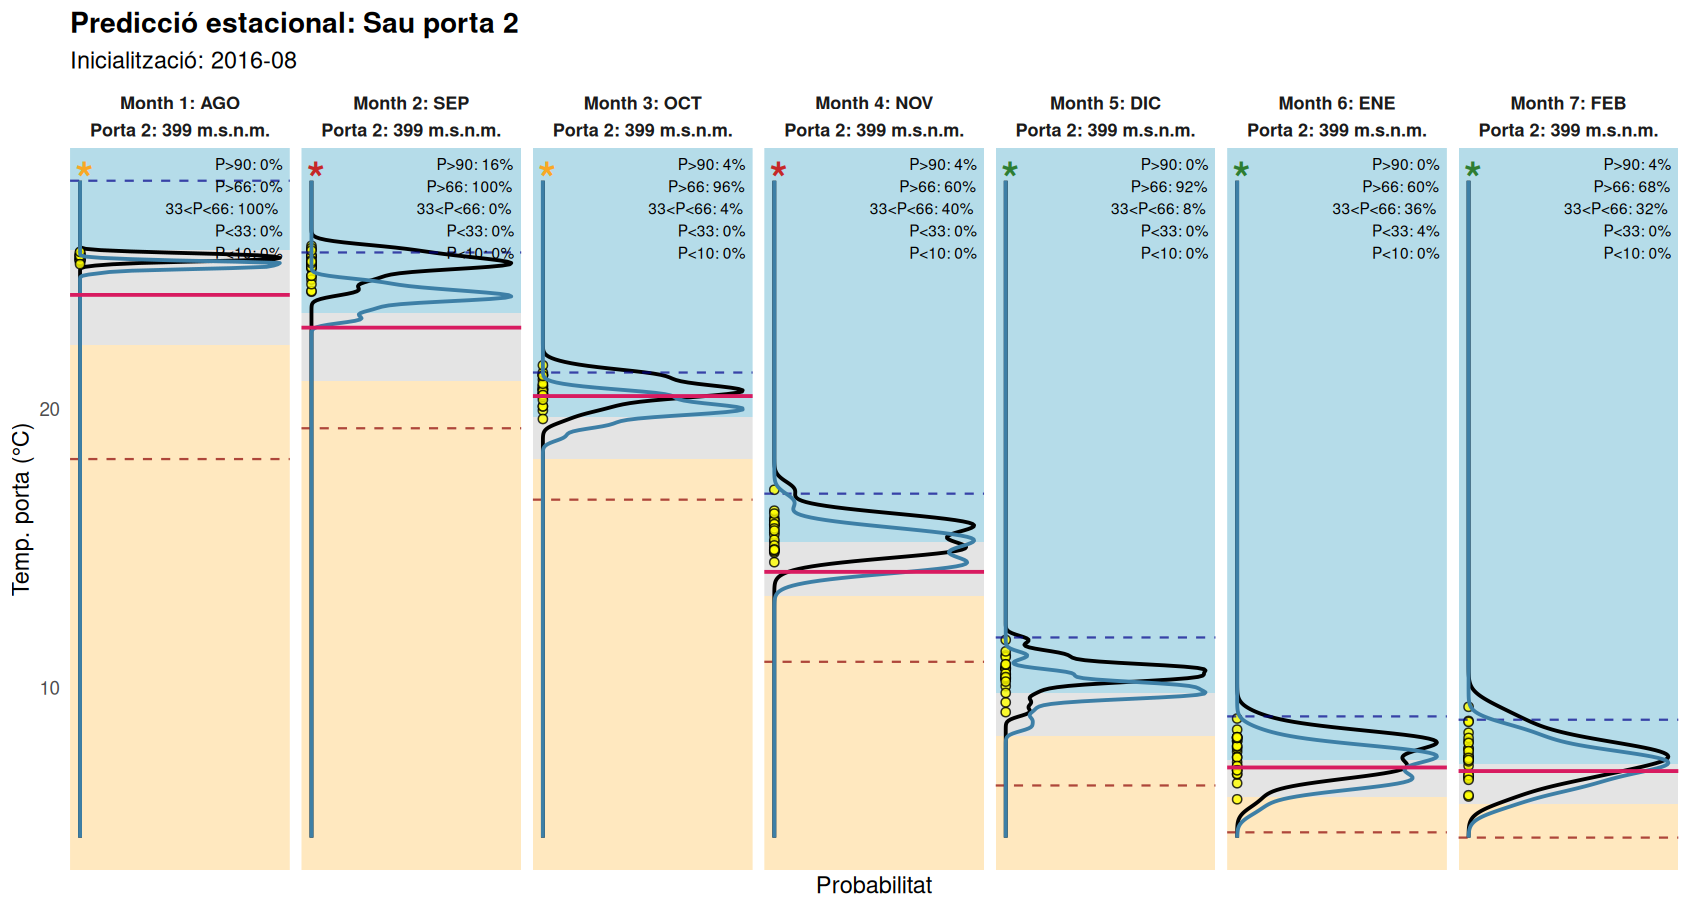 Predicció estacional: Sau porta 2
Inicialització: 2016-08
Month 1: AGO
Porta 2: 399 m.s.n.m.
Month 2: SEP
Porta 2: 399 m.s.n.m.
Month 3: OCT
Porta 2: 399 m.s.n.m.
Month 4: NOV
Porta 2: 399 m.s.n.m.
Month 5: DIC
Porta 2: 399 m.s.n.m.
Month 6: ENE
Porta 2: 399 m.s.n.m.
Month 7: FEB
Porta 2: 399 m.s.n.m.
*
P>90: 0%
P>66: 0%
33<P<66: 100%
P<33: 0%
P<10: 0%
*
P>90: 16%
P>66: 100%
33<P<66: 0%
P<33: 0%
P<10: 0%
*
P>90: 4%
P>66: 96%
33<P<66: 4%
P<33: 0%
P<10: 0%
*
P>90: 4%
P>66: 60%
33<P<66: 40%
P<33: 0%
P<10: 0%
*
P>90: 0%
P>66: 92%
33<P<66: 8%
P<33: 0%
P<10: 0%
*
P>90: 0%
P>66: 60%
33<P<66: 36%
P<33: 4%
P<10: 0%
*
P>90: 4%
P>66: 68%
33<P<66: 32%
P<33: 0%
P<10: 0%
Temp. porta (°C)
20
10
Probabilitat